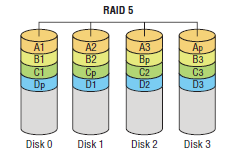 RAID 5
A1 A2 A3 Ap
B1 B2 Bp B3
C1 Cp C2 C3
Dp D1 D2 D3
Disk 0 Disk 1 Disk 2 Disk 3